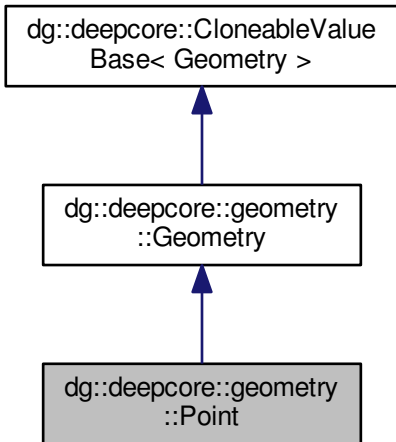 dg::deepcore::CloneableValue
Base< Geometry >
dg::deepcore::geometry
::Geometry
dg::deepcore::geometry
::Point